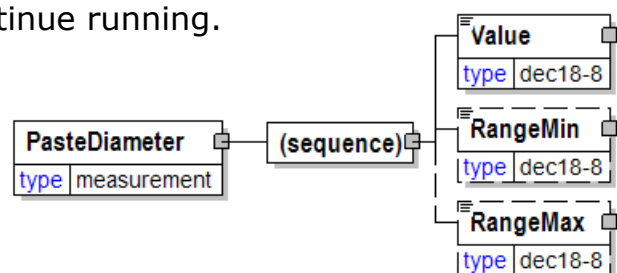 tinue running.
Value
type dec18-8
PasteDiameter
type measurement
(sequence)
RangeMin
type dec18-8
RangeMax
type dec18-8